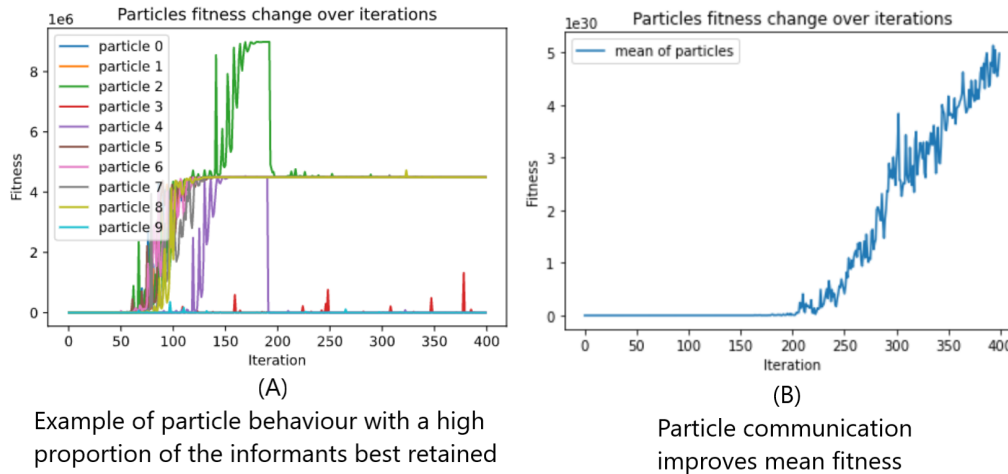 Particles fitness change over iterations
1e6
particle 0
particle 1
particle 2
particle 3
particle 4
particle 5
particle 6
particle 7
particle 8
particle 9
8
6
4
2
0
Fitness
0 50 100 150 200 250 300 350 400
Iteration
(A)
Example of particle behaviour with a high
proportion of the informants best retained
Particles fitness change over iterations
1e30
mean of particles
5
4
3
2
1
0
Fitness
0 50 100 150 200 250 300 350 400
Iteration
(B)
Particle communication
improves mean fitness